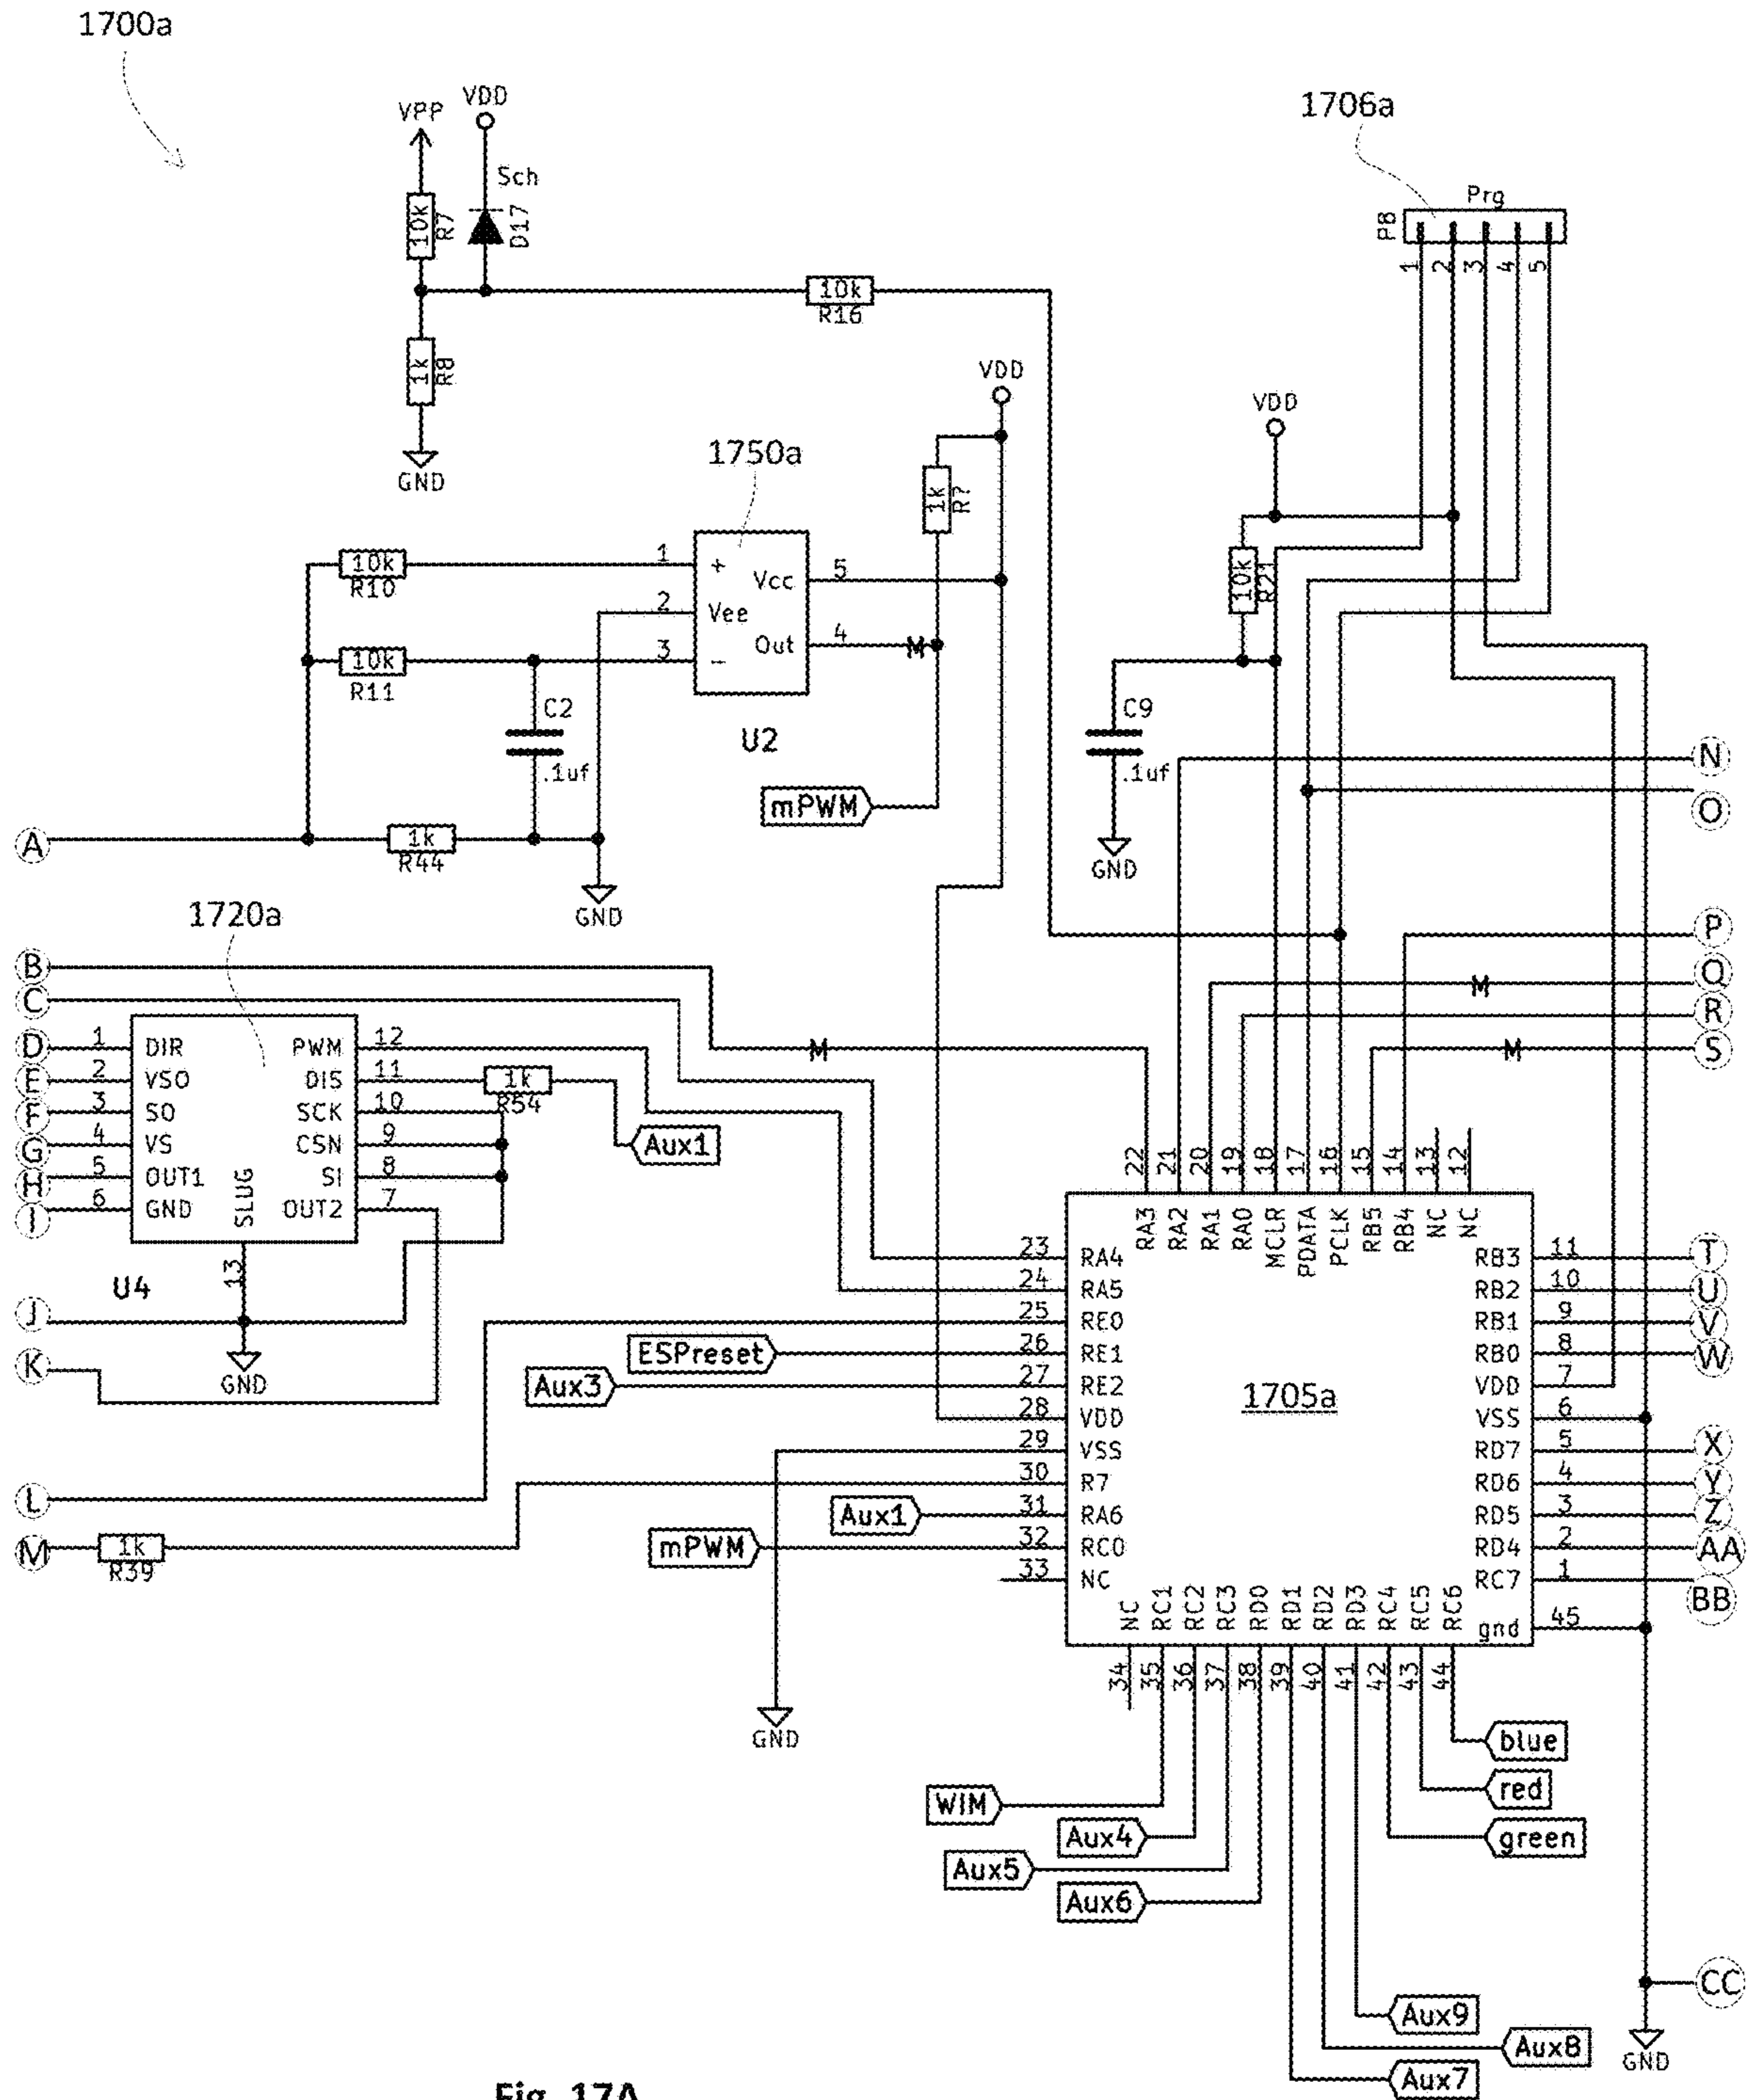 1700a
1706a
VPP
VDD
Sch
10k
R7
D17
Prg
P8
1
2
3
4
5
10k
R16
1k
R8
GND
VDD
VDD
1750a
1k
R?
10k
R10
1
+
Vcc
5
2
Vee
10k
R11
3
−
Out
4
M
10k
R21
C2
.1uf
U2
C9
.1uf
mPWM
GND
N
O
A
1k
R44
GND
1720a
P
B
Q
M
C
R
D
1
DIR
PWM
12
M
M
S
E
2
VSO
DIS
11
1k
R54
F
3
SO
SCK
10
G
4
VS
CSN
9
Aux1
H
5
OUT1
SI
8
I
6
GND
SLUG
OUT2
7
13
U4
GND
J
K
L
M
1k
R39
22
21
20
19
18
17
16
15
14
13
12
RA3
RA2
RA1
RA0
MCLR
PDATA
PCLK
RB5
RB4
NC
NC
23
RA4
RB3
11
T
24
RA5
RB2
10
U
25
RE0
RB1
9
V
ESPreset
26
RE1
RB0
8
W
Aux3
27
RE2
1705a
VDD
7
28
VDD
VSS
6
29
VSS
RD7
5
X
30
R7
RD6
4
Y
Aux1
31
RA6
RD5
3
Z
mPWM
32
RC0
RD4
2
AA
33
NC
RC7
1
BB
gnd
45
NC
RC1
RC2
RC3
RD0
RD1
RD2
RD3
RC4
RC5
RC6
34
35
36
37
38
39
40
41
42
43
44
GND
blue
red
WIM
Aux4
green
Aux5
Aux6
CC
Aux9
Aux8
GND
Aux7
Fig. 17A